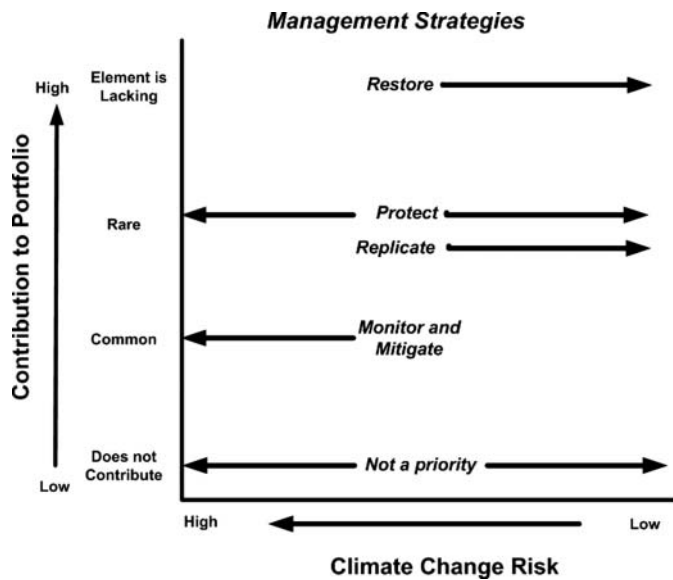 Management Strategies
Element is
Lacking
High
Restore
Contribution to Portfolio
Rare
Protect
Replicate
Common
Monitor and
Mitigate
Does not
Contribute
Low
Not a priority
High
Low
Climate Change Risk